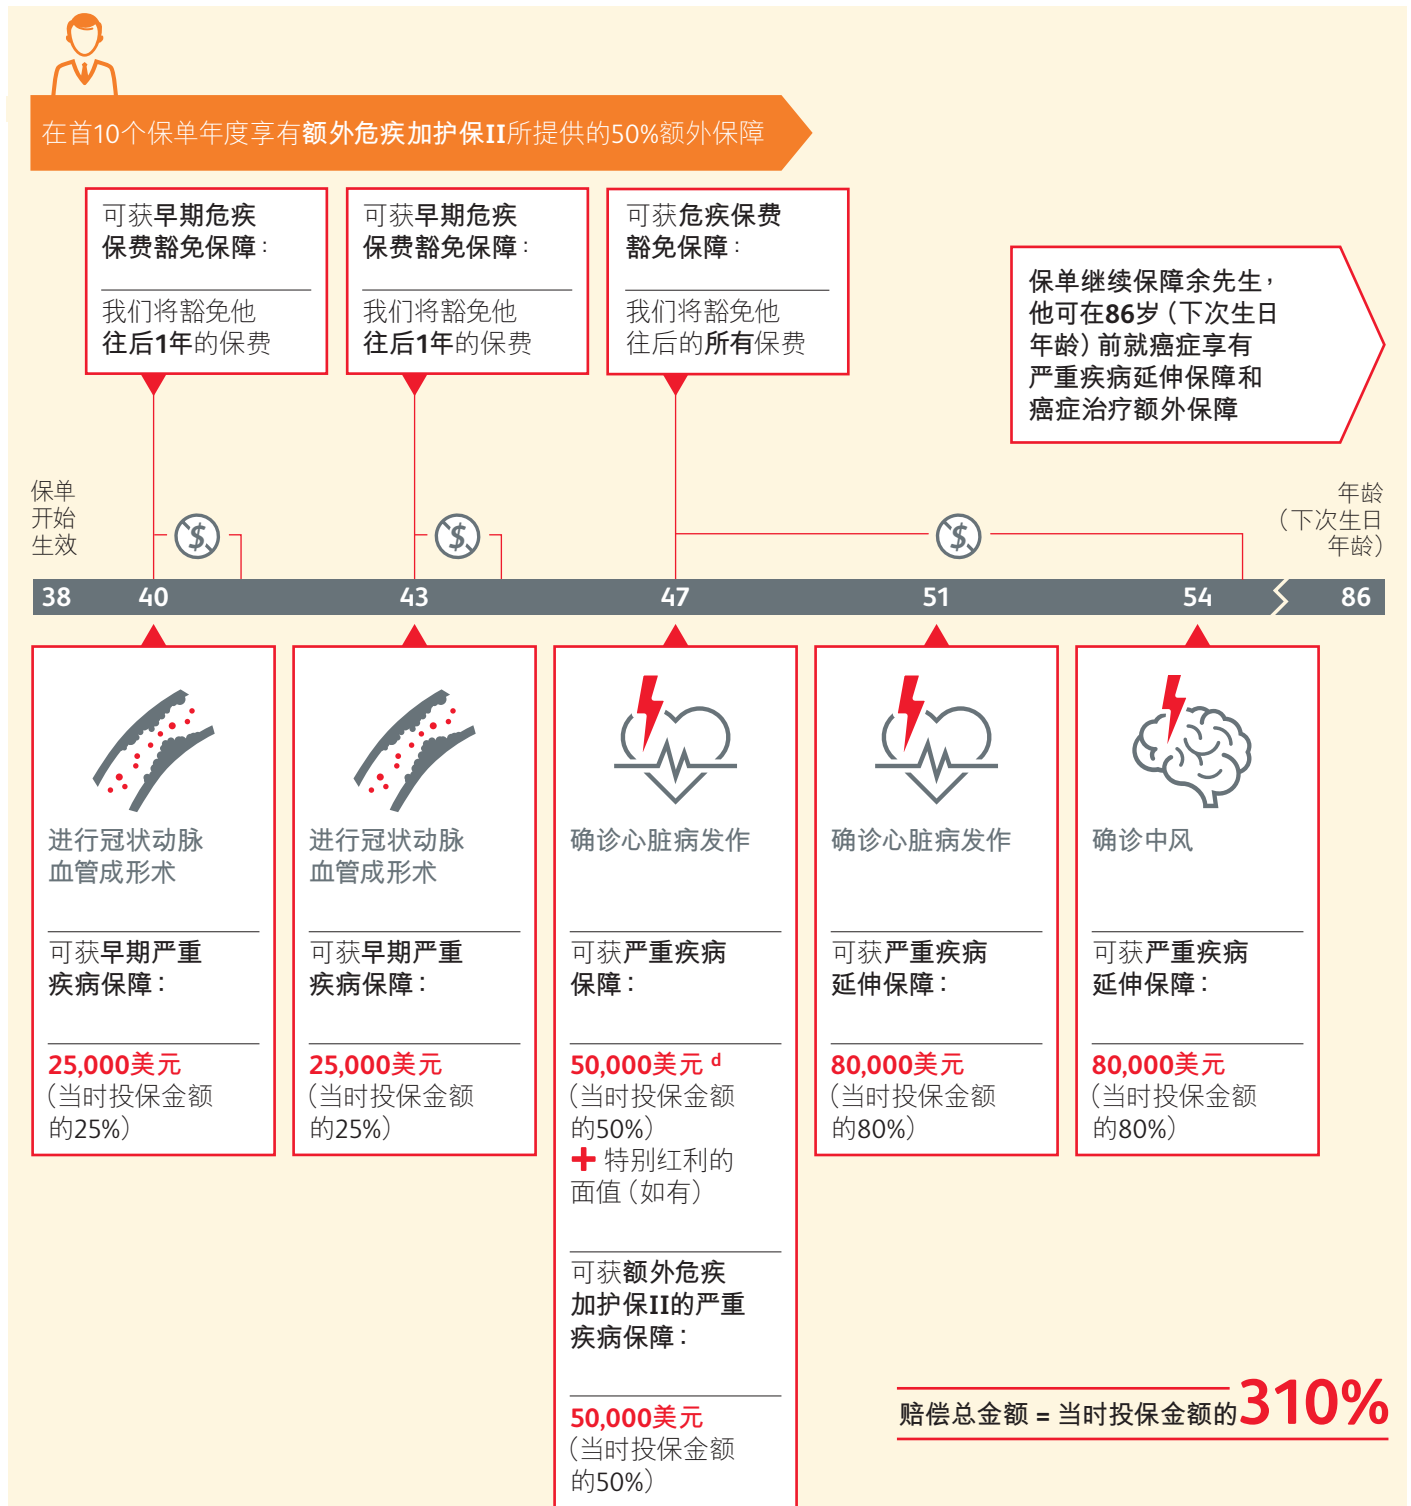 在首10个保单年度享有额外危疾加护保II所提供的50%额外保障
可获早期危疾
保费豁免保障：
我们将豁免他
往后1年的保费
可获早期危疾
保费豁免保障：
我们将豁免他
往后1年的保费
可获危疾保费
豁免保障：
我们将豁免他
往后的所有保费
保单继续保障余先生，
他可在86岁（下次生日
年龄）前就癌症享有
严重疾病延伸保障和
癌症治疗额外保障
保单
开始
生效
年龄
（下次生日
年龄）
$
$
$
38 40 43 47 51 54 86
进行冠状动脉
血管成形术
可获早期严重
疾病保障：
25,000美元
（当时投保金额
的25%）
进行冠状动脉
血管成形术
可获早期严重
疾病保障：
25,000美元
（当时投保金额
的25%）
确诊心脏病发作
可获严重疾病
保障：
50,000美元 d
（当时投保金额
的50%）
+ 特别红利的
面值（如有）
可获额外危疾
加护保II的严重
疾病保障：
50,000美元
（当时投保金额
的50%）
确诊心脏病发作
可获严重疾病
延伸保障：
80,000美元
（当时投保金额
的80%）
确诊中风
可获严重疾病
延伸保障：
80,000美元
（当时投保金额
的80%）
赔偿总金额 = 当时投保金额的310%